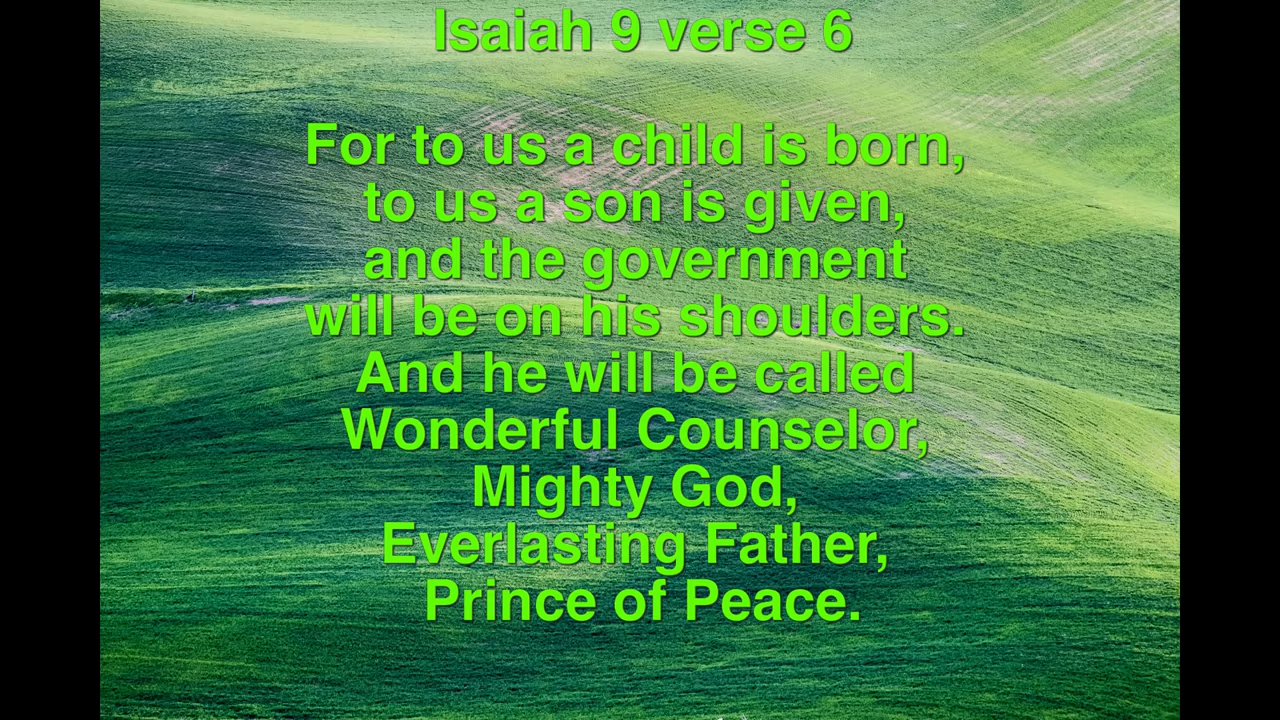 Isaiah 9 verse 6
For to us a child is born,
to us a son is given,
and the government
will be on his shoulders.
And he will be called
Wonderful Counselor,
Mighty God,
Everlasting Father,
Prince of Peace.